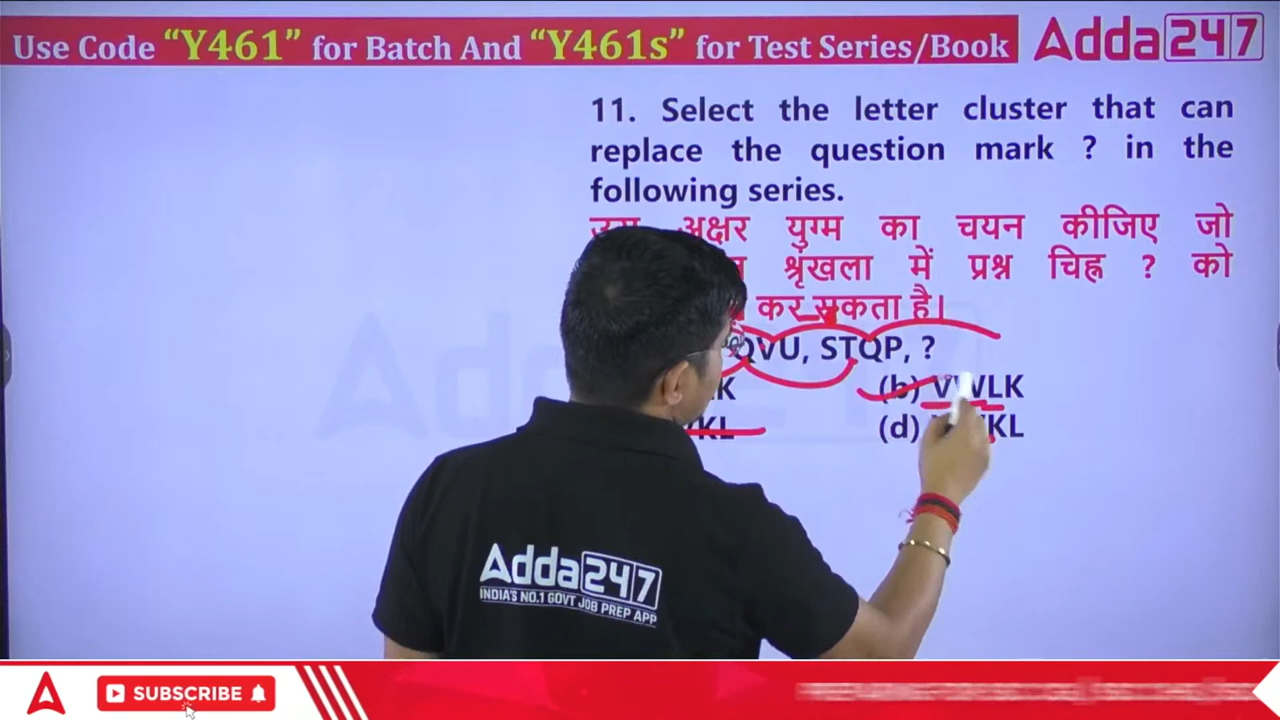 Use Code “Y461” for Batch And “Y461s” for Test Series/Book
Adda247
11. Select the letter cluster that can
replace the question mark ? in the
following series.
अक्षर युग्म का चयन कीजिए जो
श्रृंखला में प्रश्न चिह्न ? को
कर सकता है।
QVU, STQP, ?
(b) VWLK
(d)
Adda247
INDIA'S NO.1 GOVT JOB PREP APP
SUBSCRIBE